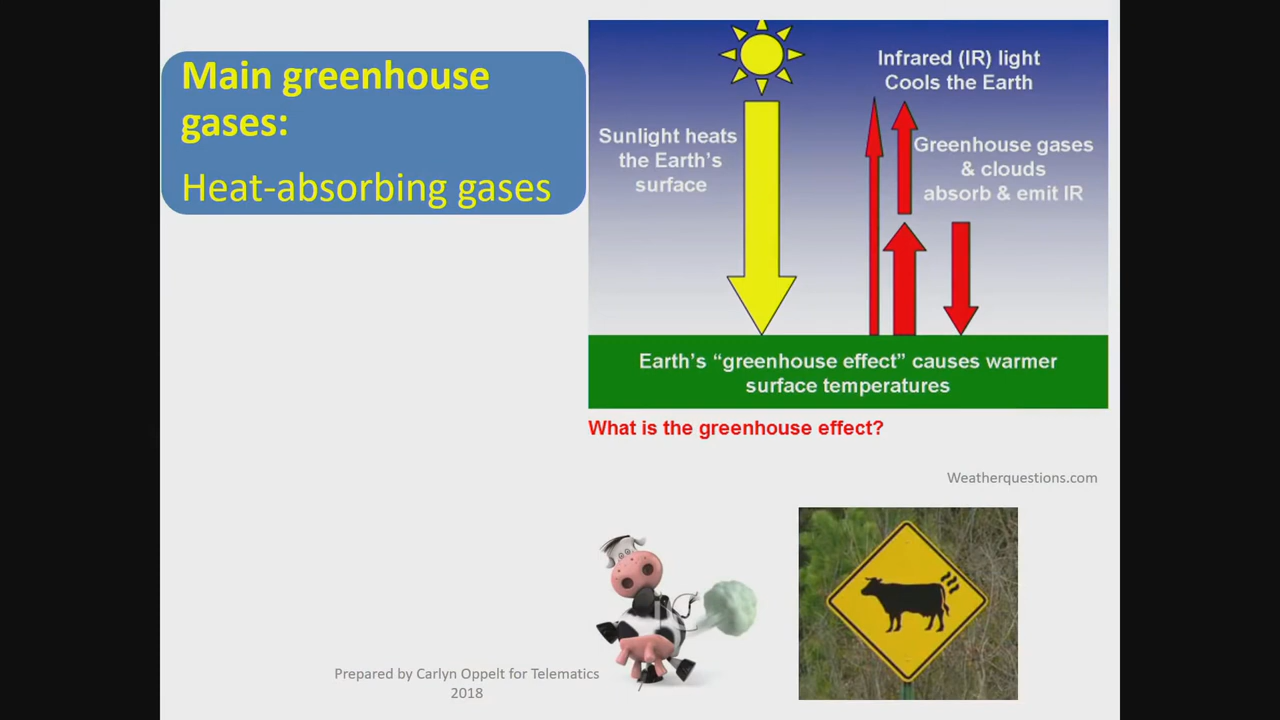 Main greenhouse
gases:
Heat-absorbing gases
Infrared (IR) light
Cools the Earth
Sunlight heats
the Earth's
surface
Greenhouse gases
& clouds
absorb & emit IR
Earth's “greenhouse effect” causes warmer
surface temperatures
What is the greenhouse effect?
Weatherquestions.com
Prepared by Carlyn Oppelt for Telematics
2018